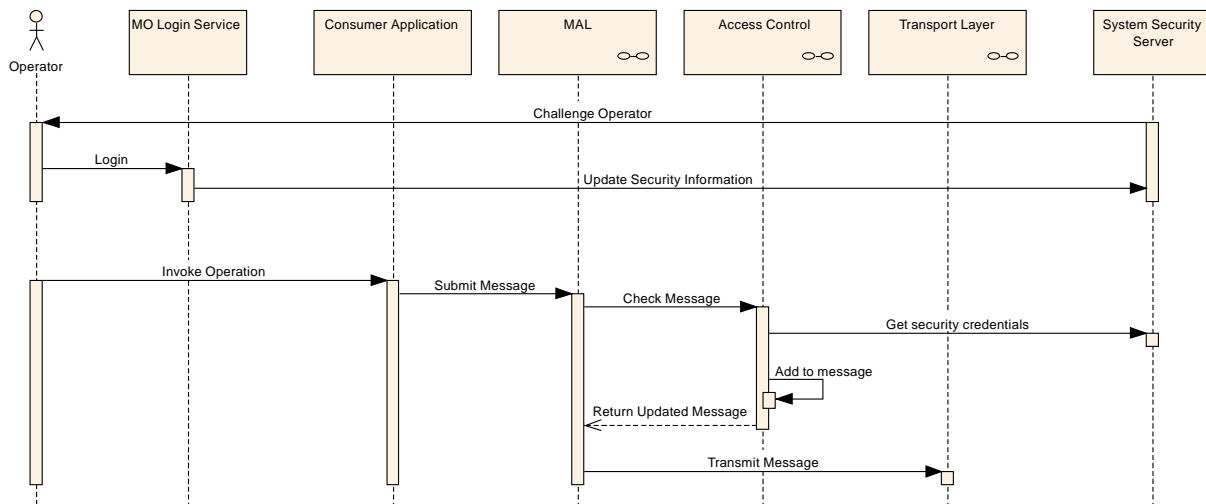 MO Login Service
Consumer Application
MAL
Access Control
Transport Layer
System Security
Server
Operator
Challenge Operator
Login
Update Security Information
Invoke Operation
Submit Message
Check Message
Get security credentials
Add to message
Return Updated Message
Transmit Message